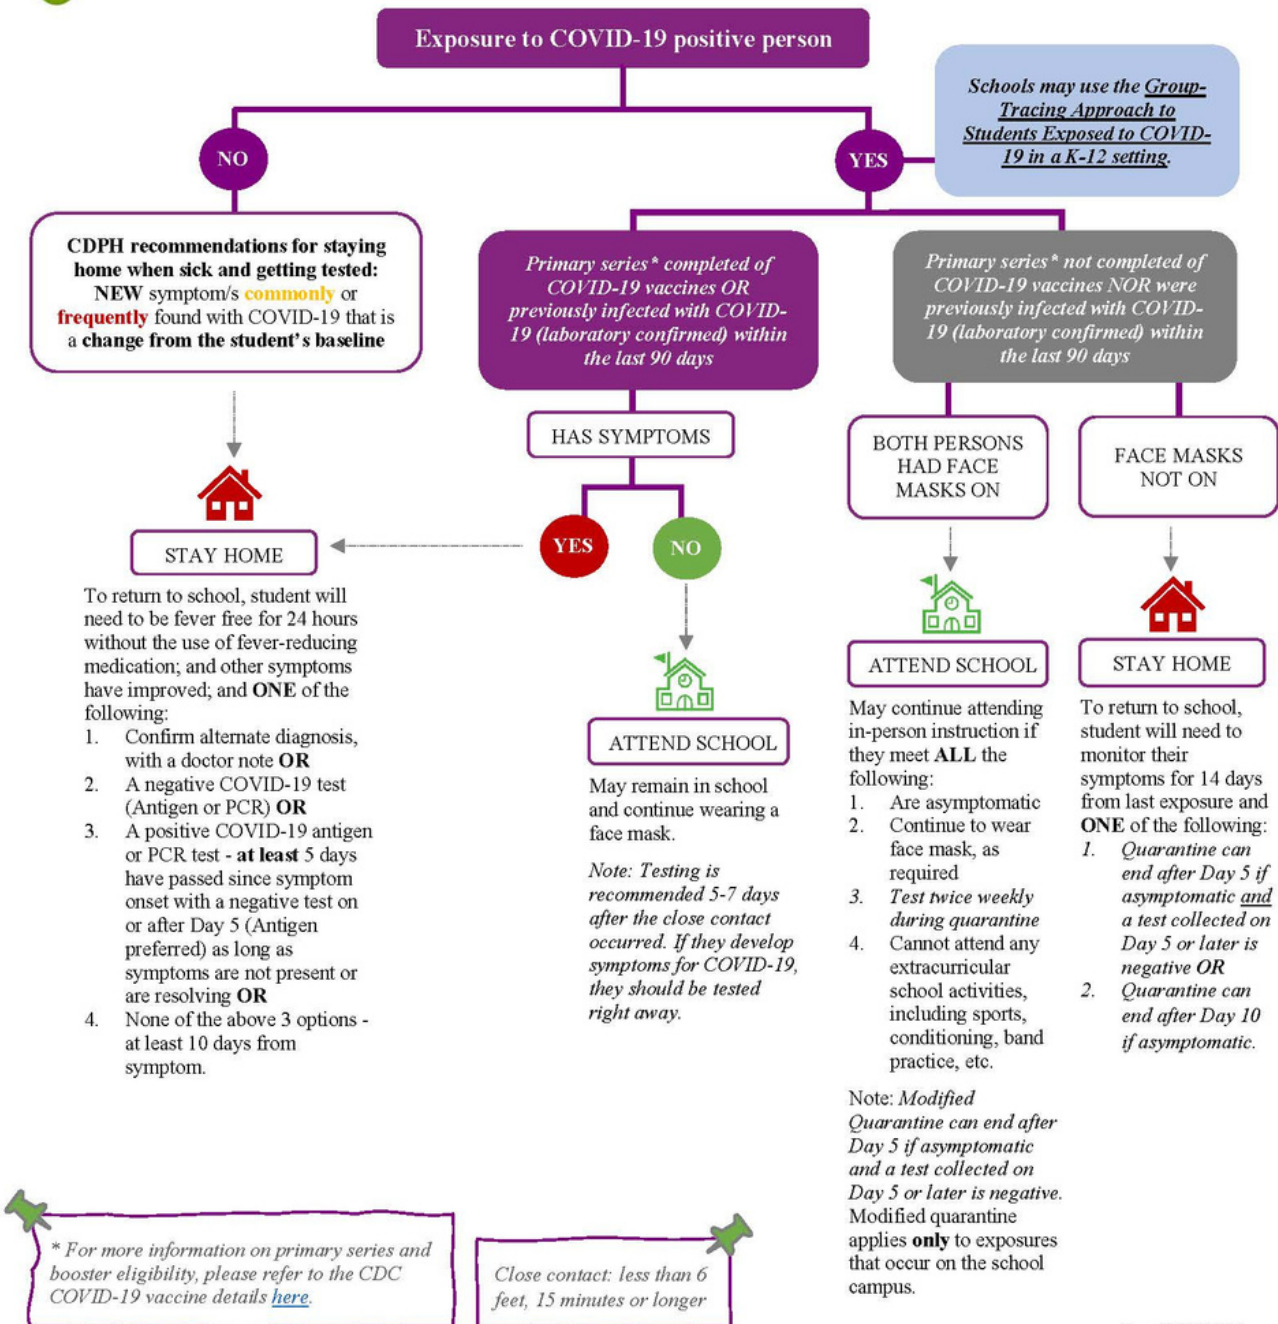 Exposure to COVID-19 positive person
Schools may use the Group-
Tracing Approach to
Students Exposed to COVID-
19 in a K-12 setting.
NO
YES
CDPH recommendations for staying
home when sick and getting tested:
NEW symptom/s commonly or
frequently found with COVID-19 that is
a change from the student's baseline
Primary series* completed of
COVID-19 vaccines OR
previously infected with COVID-
19 (laboratory confirmed) within
the last 90 days
Primary series* not completed of
COVID-19 vaccines NOR were
previously infected with COVID-
19 (laboratory confirmed) within
the last 90 days
HAS SYMPTOMS
BOTH PERSONS
HAD FACE
MASKS ON
FACE MASKS
NOT ON
YES
NO
STAY HOME
To return to school, student will
need to be fever free for 24 hours
without the use of fever-reducing
medication; and other symptoms
have improved; and ONE of the
following:
1. Confirm alternate diagnosis,
with a doctor note OR
2. A negative COVID-19 test
(Antigen or PCR) OR
3. A positive COVID-19 antigen
or PCR test - at least 5 days
have passed since symptom
onset with a negative test on
or after Day 5 (Antigen
preferred) as long as
symptoms are not present or
are resolving OR
4. None of the above 3 options -
at least 10 days from
symptom.
ATTEND SCHOOL
May remain in school
and continue wearing a
face mask.
Note: Testing is
recommended 5-7 days
after the close contact
occurred. If they develop
symptoms for COVID-19,
they should be tested
right away.
ATTEND SCHOOL
May continue attending
in-person instruction if
they meet ALL the
following:
1. Are asymptomatic
2. Continue to wear
face mask, as
required
3. Test twice weekly
during quarantine
4. Cannot attend any
extracurricular
school activities,
including sports,
conditioning, band
practice, etc.
Note: Modified
Quarantine can end after
Day 5 if asymptomatic
and a test collected on
Day 5 or later is negative.
Modified quarantine
applies only to exposures
that occur on the school
campus.
STAY HOME
To return to school,
student will need to
monitor their
symptoms for 14 days
from last exposure and
ONE of the following:
1. Quarantine can
end after Day 5 if
asymptomatic and
a test collected on
Day 5 or later is
negative OR
2. Quarantine can
end after Day 10
if asymptomatic.
* For more information on primary series and
booster eligibility, please refer to the CDC
COVID-19 vaccine details here.
Close contact: less than 6
feet, 15 minutes or longer